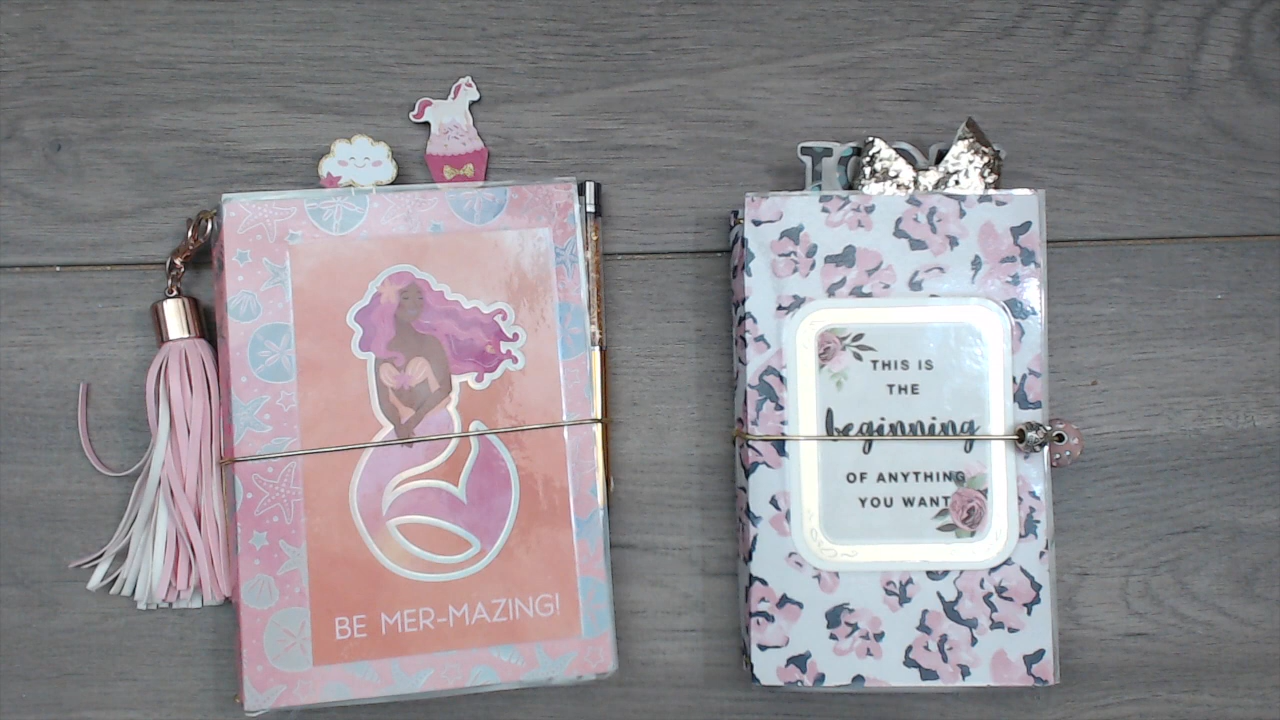 BE MER-MAZING!
THIS IS
THE
beginning
OF ANYTHING
YOU WANT